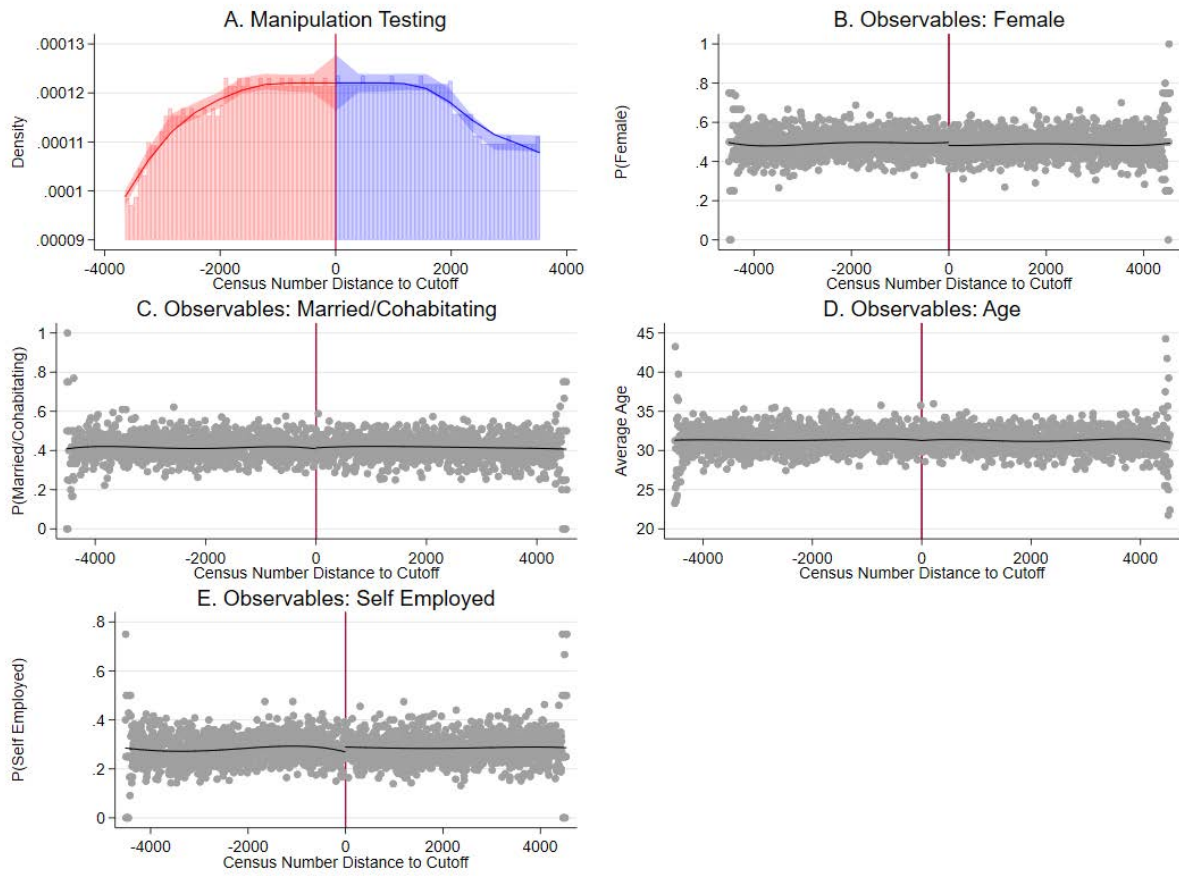 A. Manipulation Testing
Density
.00013
.00012
.00011
.0001
.00009
-4000 -2000 0 2000 4000
Census Number Distance to Cutoff
B. Observables: Female
P(Female)
1
.8
.6
.4
.2
0
-4000 -2000 0 2000 4000
Census Number Distance to Cutoff
C. Observables: Married/Cohabitating
P(Married/Cohabitating)
1
.8
.6
.4
.2
0
-4000 -2000 0 2000 4000
Census Number Distance to Cutoff
D. Observables: Age
Average Age
45
40
35
30
25
20
-4000 -2000 0 2000 4000
Census Number Distance to Cutoff
E. Observables: Self Employed
P(Self Employed)
.8
.6
.4
.2
0
-4000 -2000 0 2000 4000
Census Number Distance to Cutoff